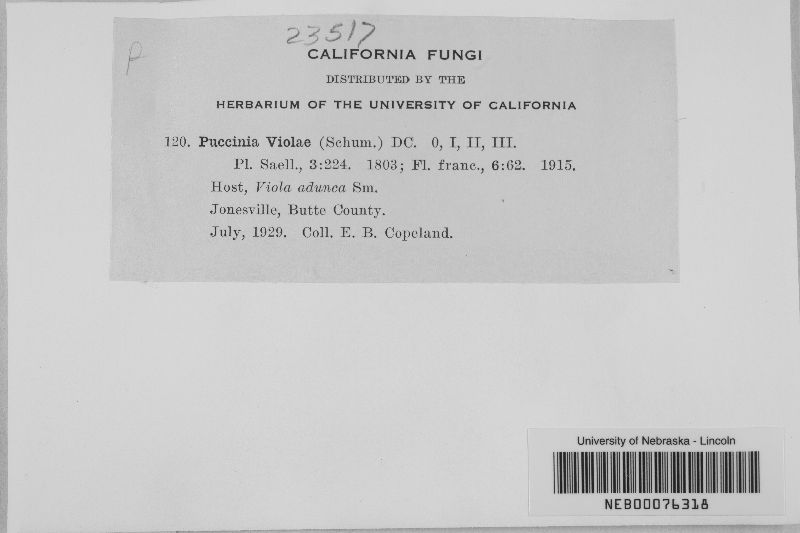 23517
P
CALIFORNIA FUNGI
DISTRIBUTED BY THE
HERBARIUM OF THE UNIVERSITY OF CALIFORNIA
120. Puccinia Violae (Schum.) DC. 0, I, II, III.
Pl. Saell., 3:224. 1803; Fl. franc., 6:62. 1915.
Host, Viola adunca Sm.
Jonesville, Butte County.
July, 1929. Coll. E. B. Copeland.
University of Nebraska - Lincoln
NEB00076318